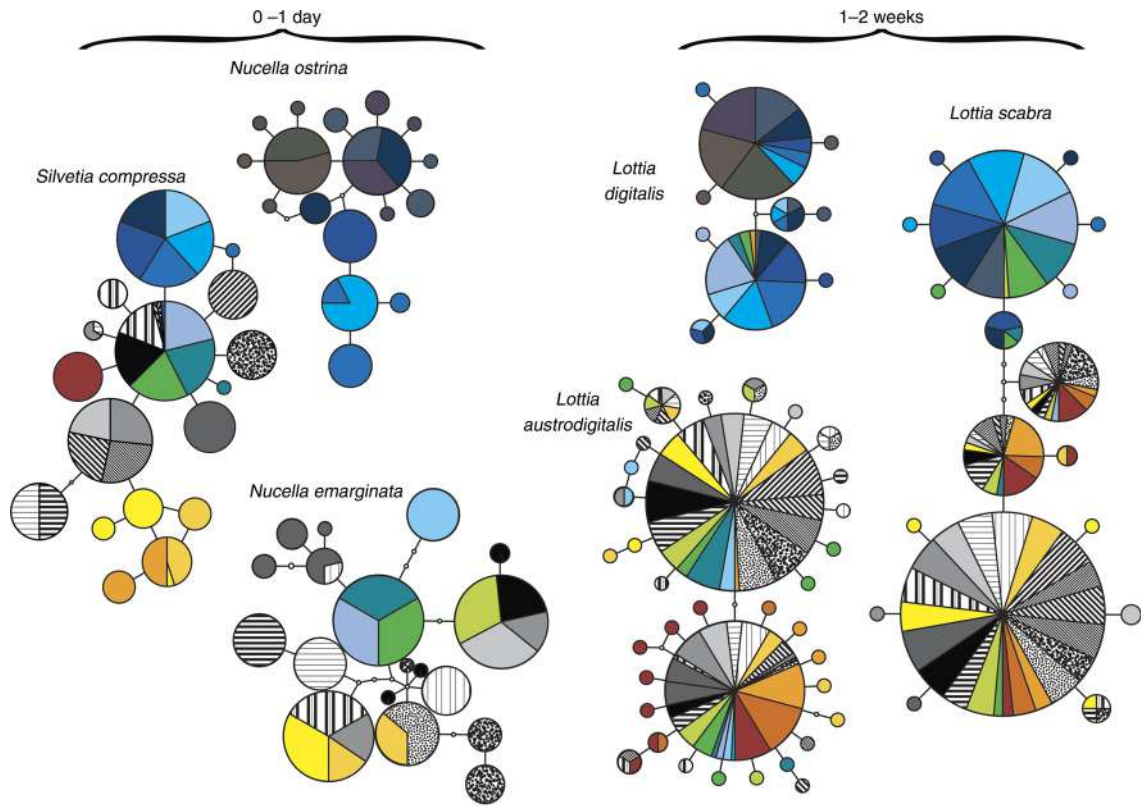 0 –1 day
1–2 weeks
Nucella ostrina
Silvetia compressa
Nucella emarginata
Lottia
digitalis
Lottia scabra
Lottia
austrodigitalis